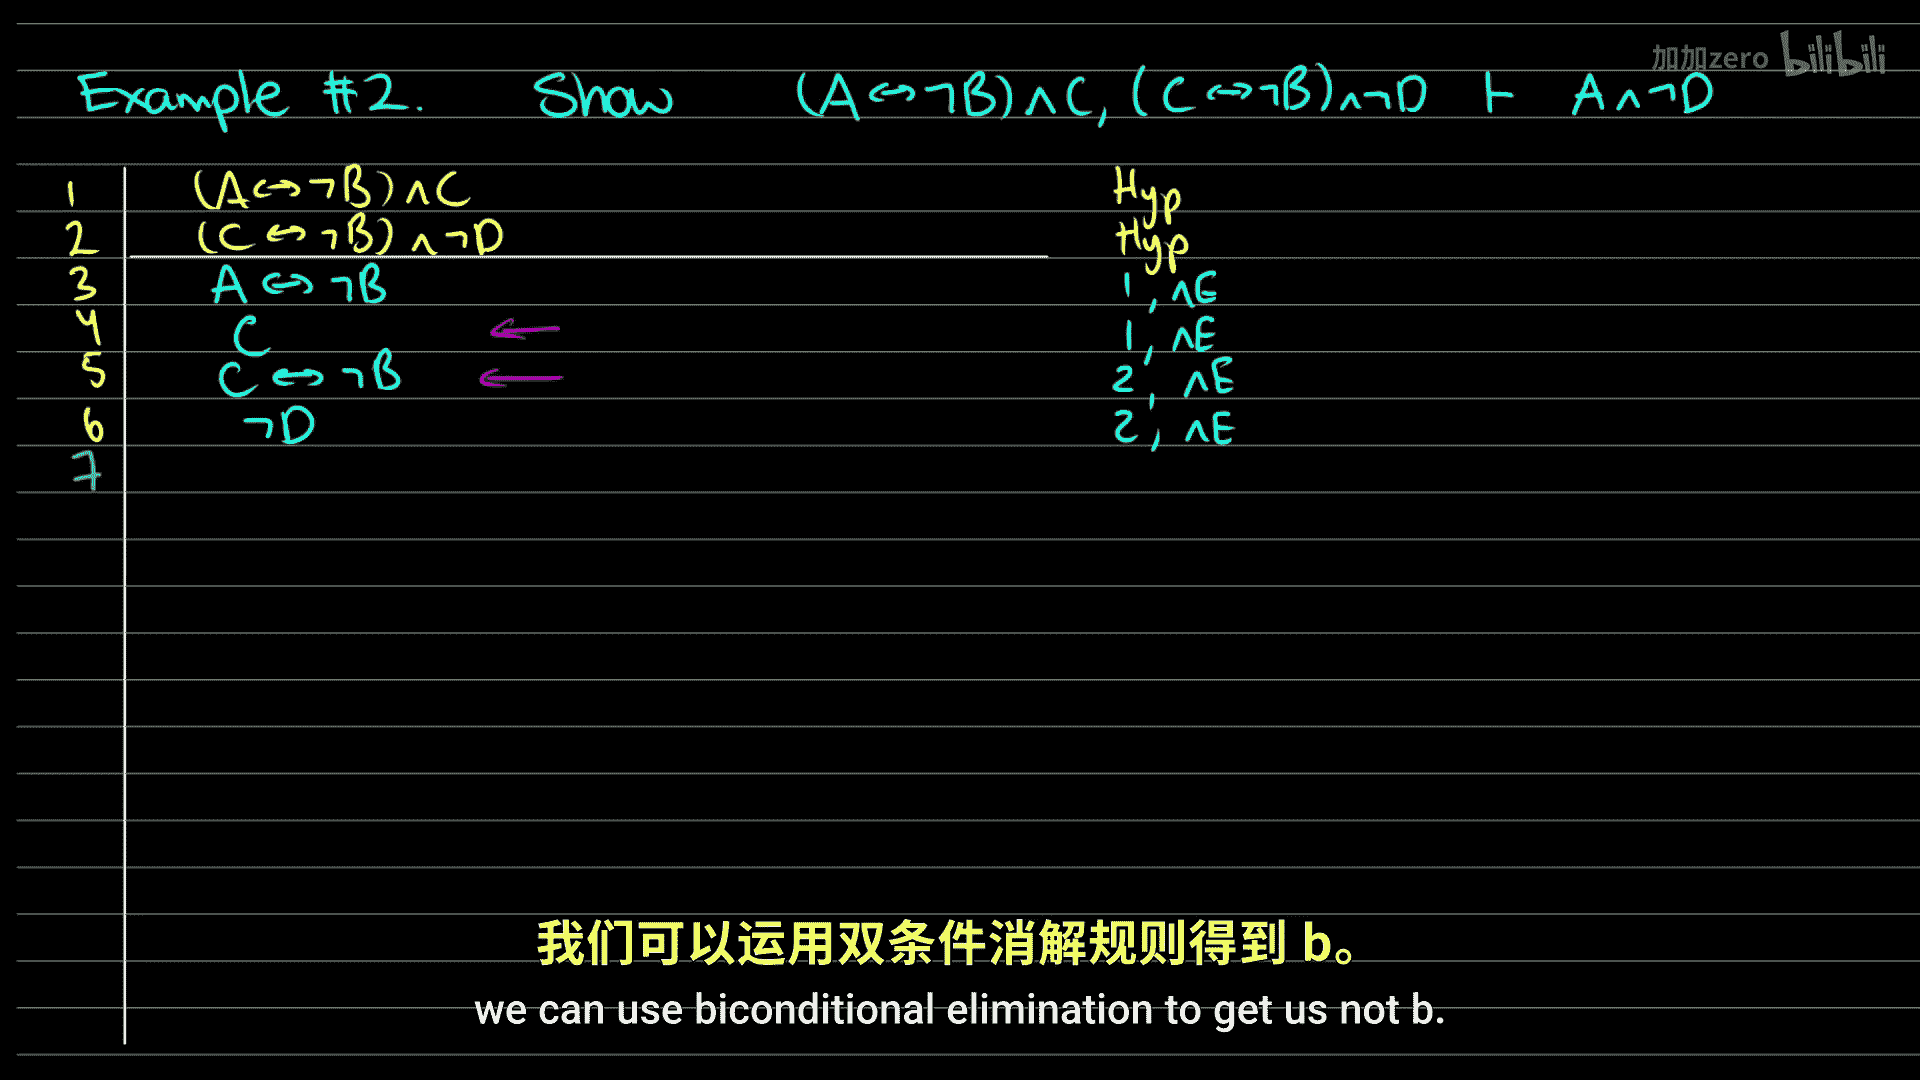 加加zero bilibili
Example #2. Show (A↔¬B)∧C, (C↔¬B)∧¬D ⊢ A∧¬D
1 (A↔¬B)∧C Hyp
2 (C↔¬B)∧¬D Hyp
3 A↔¬B 1, ∧E
4 C ← 1, ∧E
5 C↔¬B ← 2, ∧E
6 ¬D 2, ∧E
7
我们可以运用双条件消解规则得到 b。
we can use biconditional elimination to get us not b.